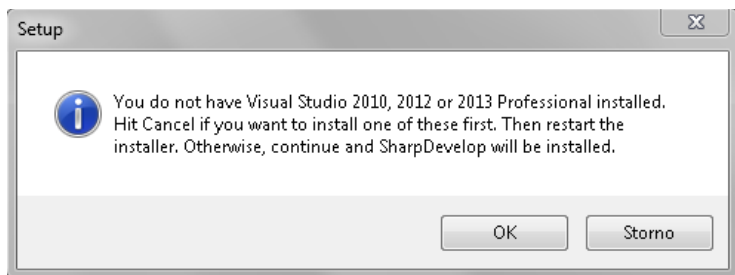 Setup
You do not have Visual Studio 2010, 2012 or 2013 Professional installed.
Hit Cancel if you want to install one of these first. Then restart the
installer. Otherwise, continue and SharpDevelop will be installed.
OK
Storno